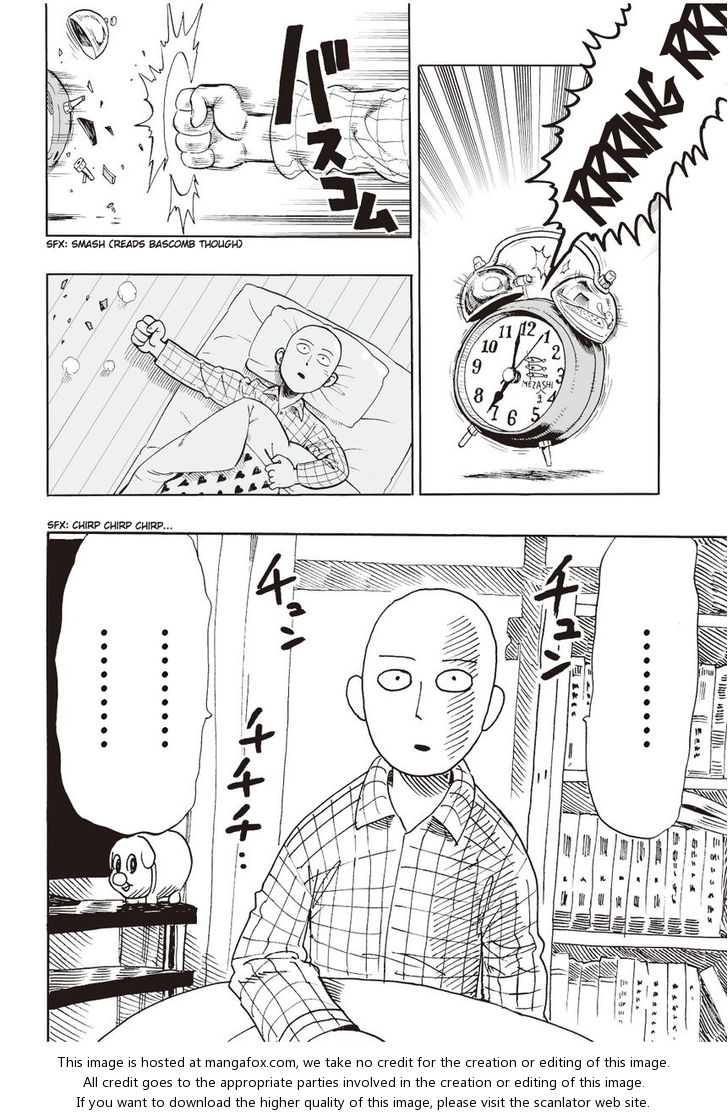 RRRRING RRR
12
1
2
3
4
5
6
7
8
9
10
11
MEZASHI
バスコム
SFX: SMASH (READS BASCOMB THOUGH)
SFX: CHIRP CHIRP CHIRP...
チュン
・・・・・・・・・
チュン
チチチ・・
・・・・・・・・・
・・・・・・・・・
This image is hosted at mangafox.com, we take no credit for the creation or editing of this image.
All credit goes to the appropriate parties involved in the creation or editing of this image.
If you want to download the higher quality of this image, please visit the scanlator web site.